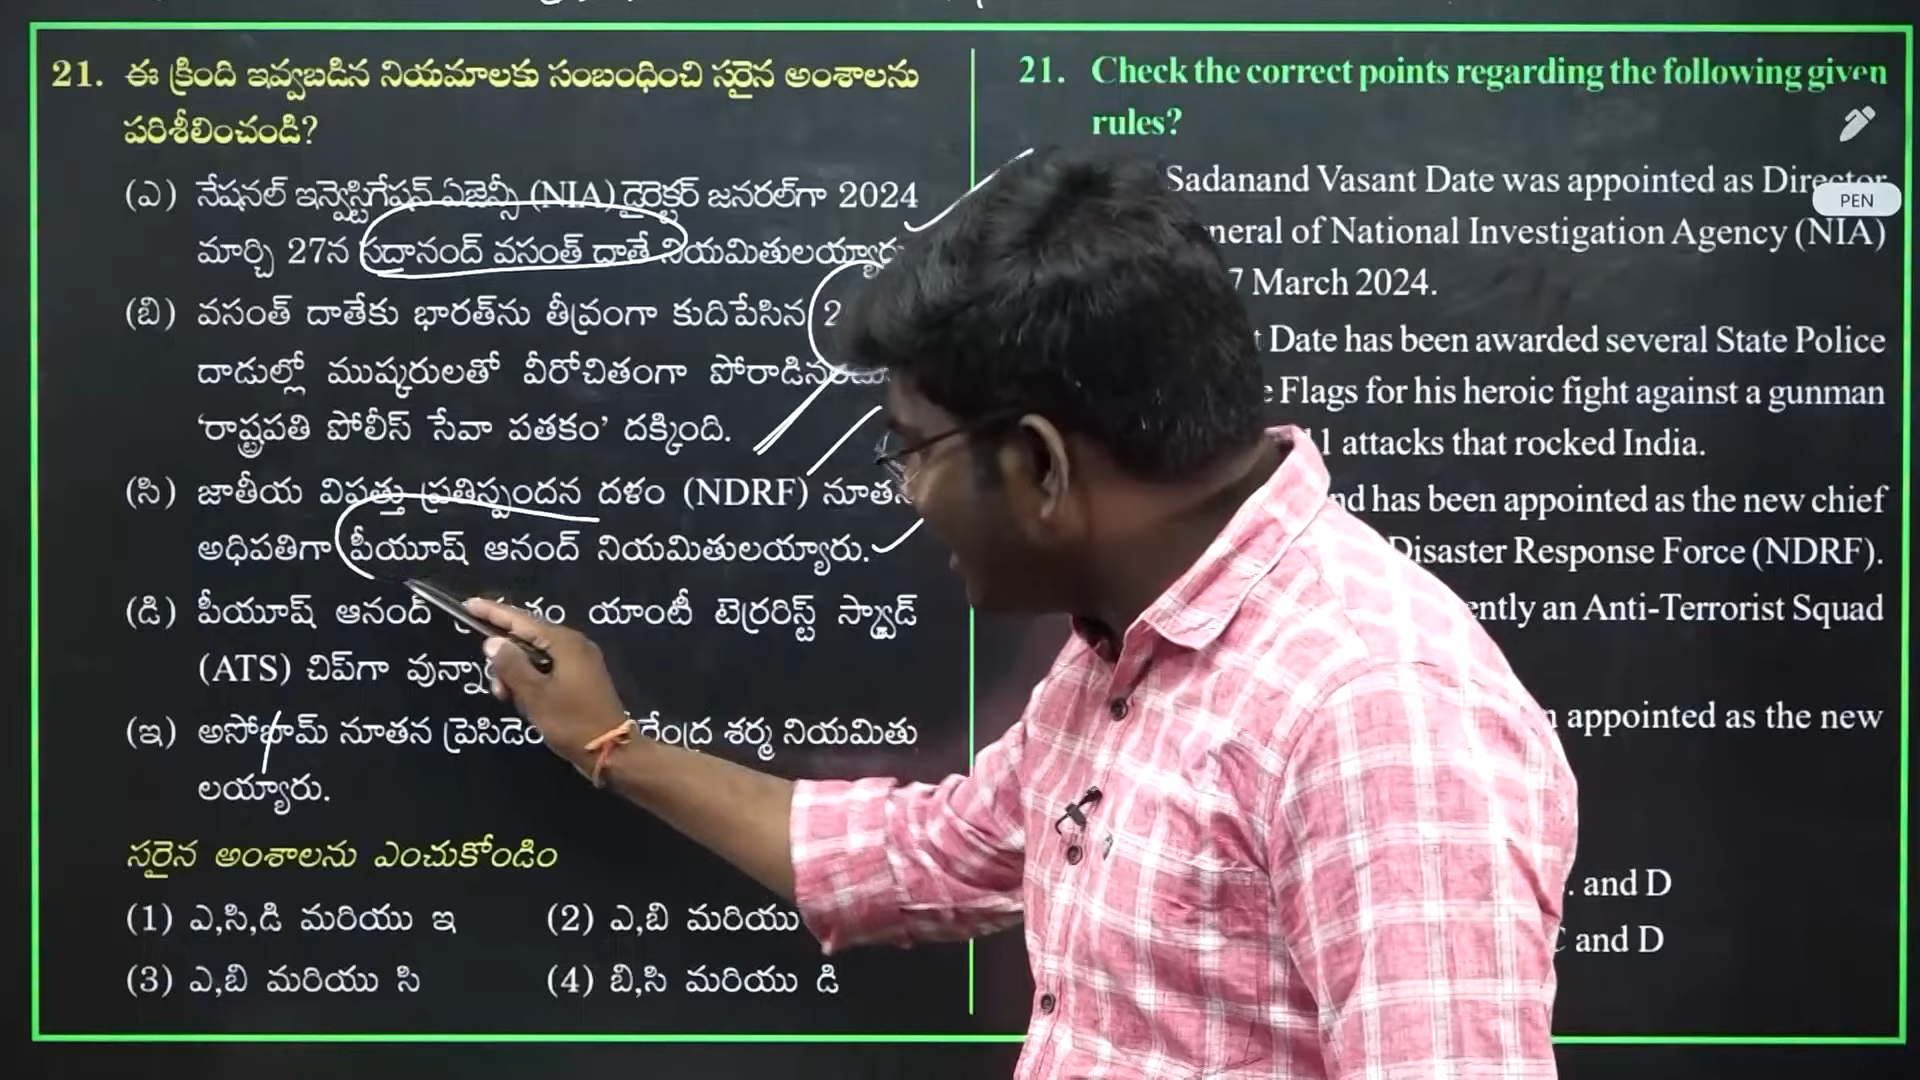 21. ఈ క్రింది ఇవ్వబడిన నియమాలకు సంబంధించి సరైన అంశాలను
పరిశీలించండి?
(ఎ) నేషనల్ ఇన్వెస్టిగేషన్ ఏజెన్సీ (NIA) డైరెక్టర్ జనరల్‌గా 2024
మార్చి 27న సదానంద్ వసంత్ దాతే
(బి) వసంత్ దాతేకు భారత్‌ను తీవ్రంగా కుదిపేసిన
దాడుల్లో ముష్కరులతో వీరోచితంగా
'రాష్ట్రపతి పోలీస్ సేవా పతకం' దక్కింది.
(సి) జాతీయ విపత్తు ప్రతిస్పందన దళం (NDRF)
అధిపతిగా పీయూష్ ఆనంద్ నియమితులయ్యారు.
(డి) పీయూష్ ఆనంద్ యాంటీ టెర్రరిస్ట్ స్క్వాడ్
(ATS) చిప్‌గా
(ఇ) అసోఛామ్ నూతన శర్మ నియమితు
లయ్యారు.
సరైన అంశాలను ఎంచుకోండిం
(1) ఎ,సి,డి మరియు ఇ (2) ఎ,బి మరియు
(3) ఎ,బి మరియు సి (4) బి,సి మరియు డి
21. Check the correct points regarding the following given
rules?
Sadanand Vasant Date was appointed as Director
General of National Investigation Agency (NIA)
7 March 2024.
Date has been awarded several State Police
Flags for his heroic fight against a gunman
attacks that rocked India.
has been appointed as the new chief
Disaster Response Force (NDRF).
an Anti-Terrorist Squad
appointed as the new
and D
C and D
PEN